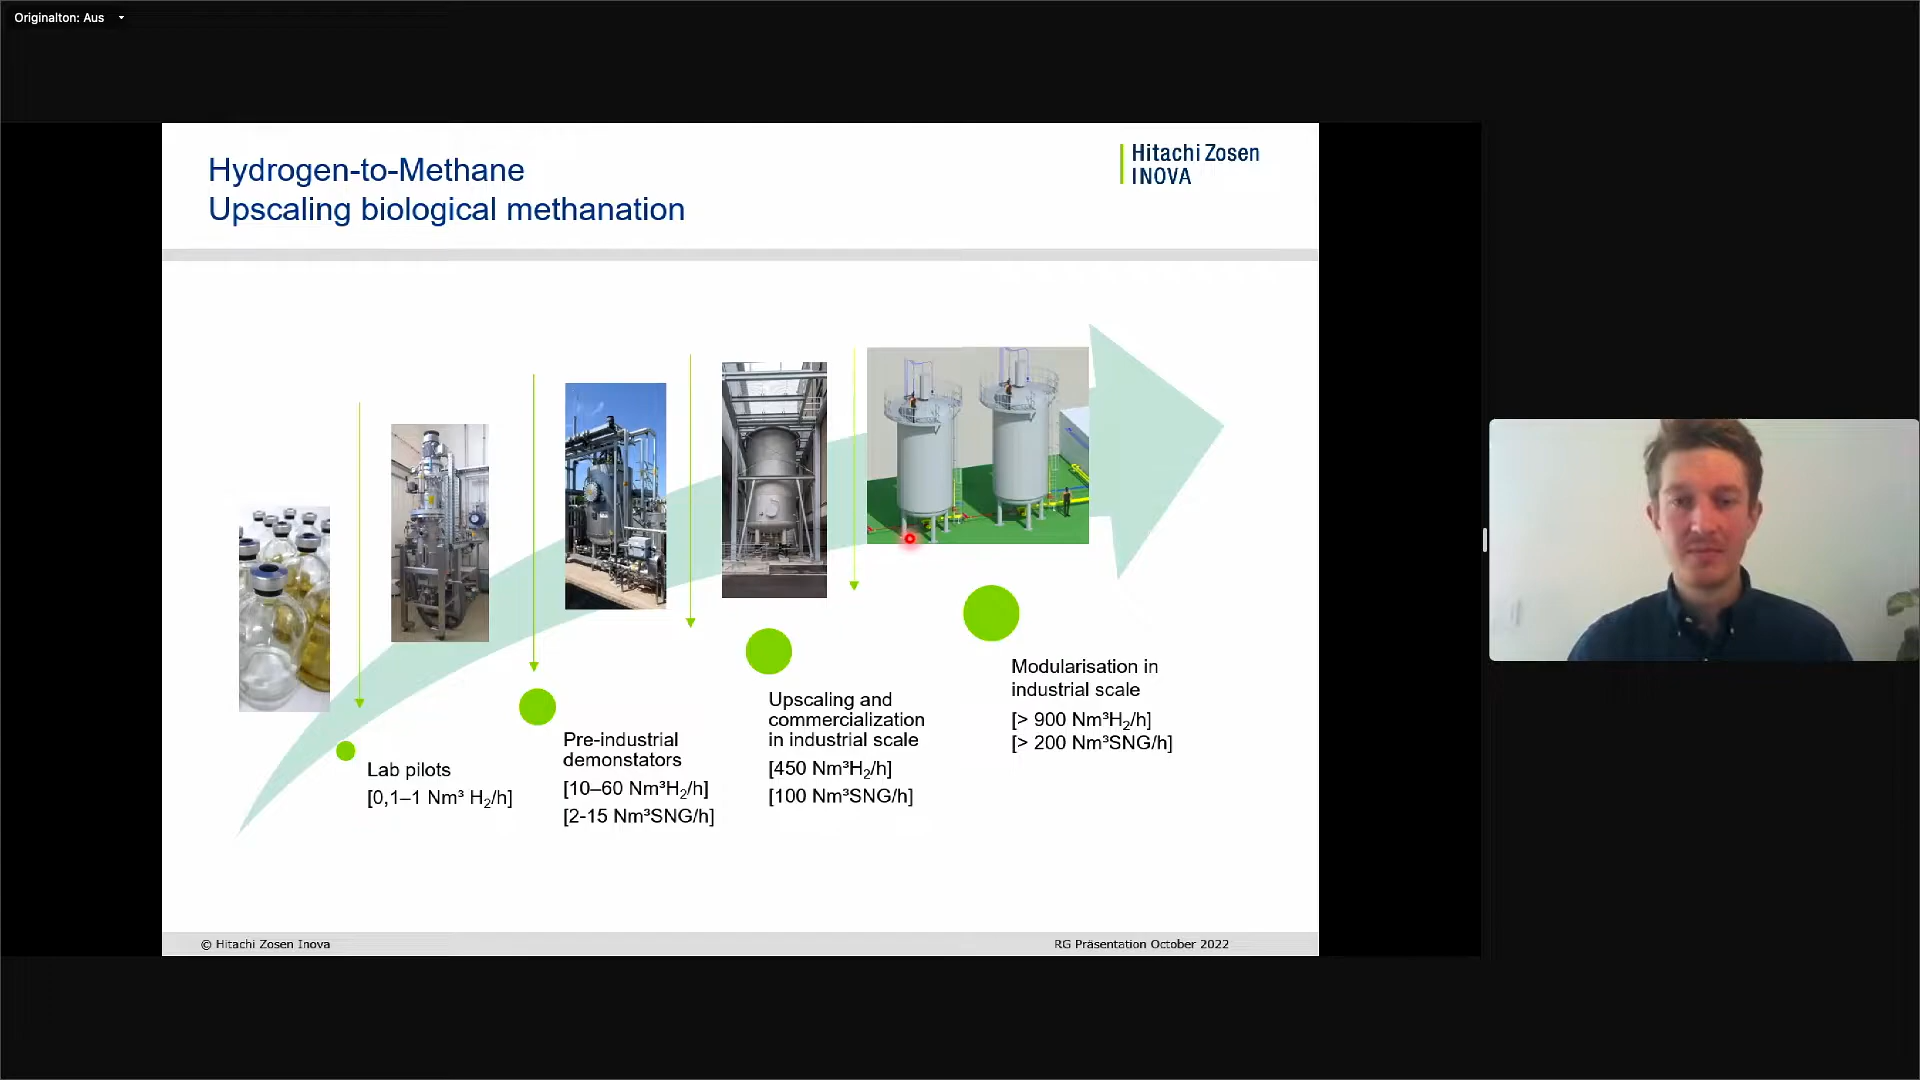 Originalton: Aus
Hydrogen-to-Methane
Upscaling biological methanation
Hitachi Zosen
INOVA
Lab pilots
[0,1–1 Nm³ H₂/h]
Pre-industrial
demonstators
[10–60 Nm³H₂/h]
[2-15 Nm³SNG/h]
Upscaling and
commercialization
in industrial scale
[450 Nm³H₂/h]
[100 Nm³SNG/h]
Modularisation in
industrial scale
[> 900 Nm³H₂/h]
[> 200 Nm³SNG/h]
© Hitachi Zosen Inova
RG Präsentation October 2022